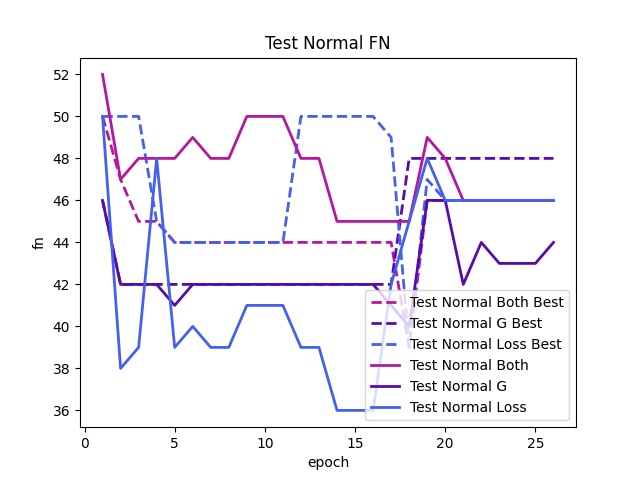 Test Normal FN
fn
52
50
48
46
44
42
40
38
36
0
5
10
15
20
25
epoch
Test Normal Both Best
Test Normal G Best
Test Normal Loss Best
Test Normal Both
Test Normal G
Test Normal Loss